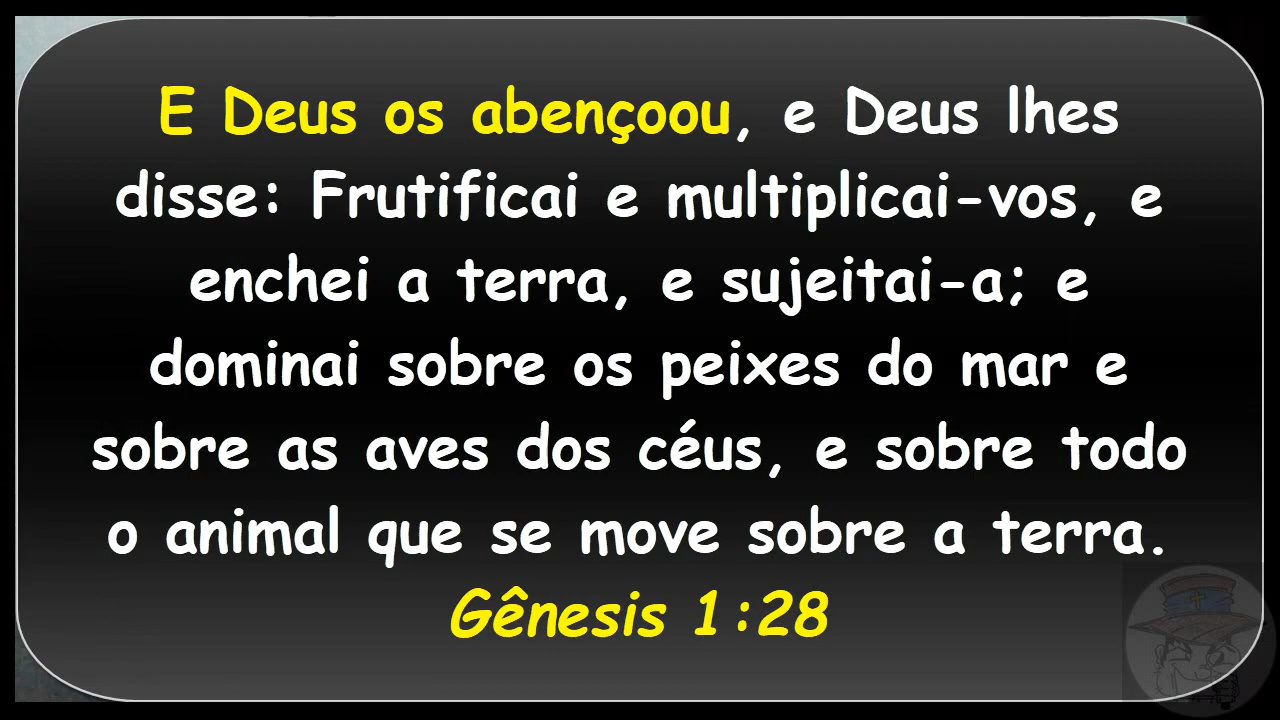 E Deus os abençoou, e Deus lhes
disse: Frutificai e multiplicai-vos, e
enchei a terra, e sujeitai-a; e
dominai sobre os peixes do mar e
sobre as aves dos céus, e sobre todo
o animal que se move sobre a terra.
Gênesis 1:28